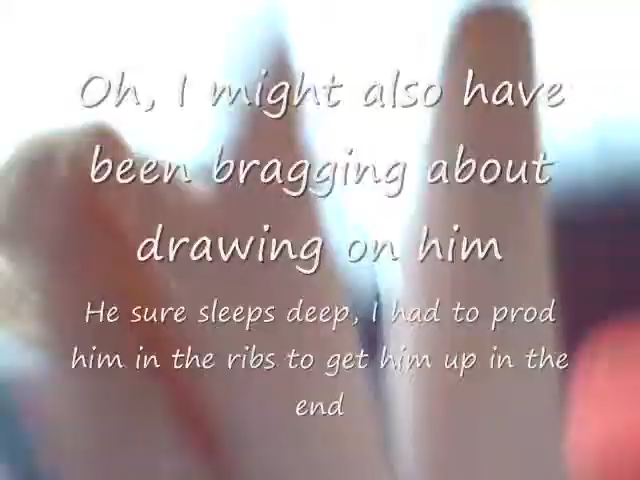 Oh, I might also have
been bragging about
drawing on him
He sure sleeps deep, I had to prod
him in the ribs to get him up in the
end